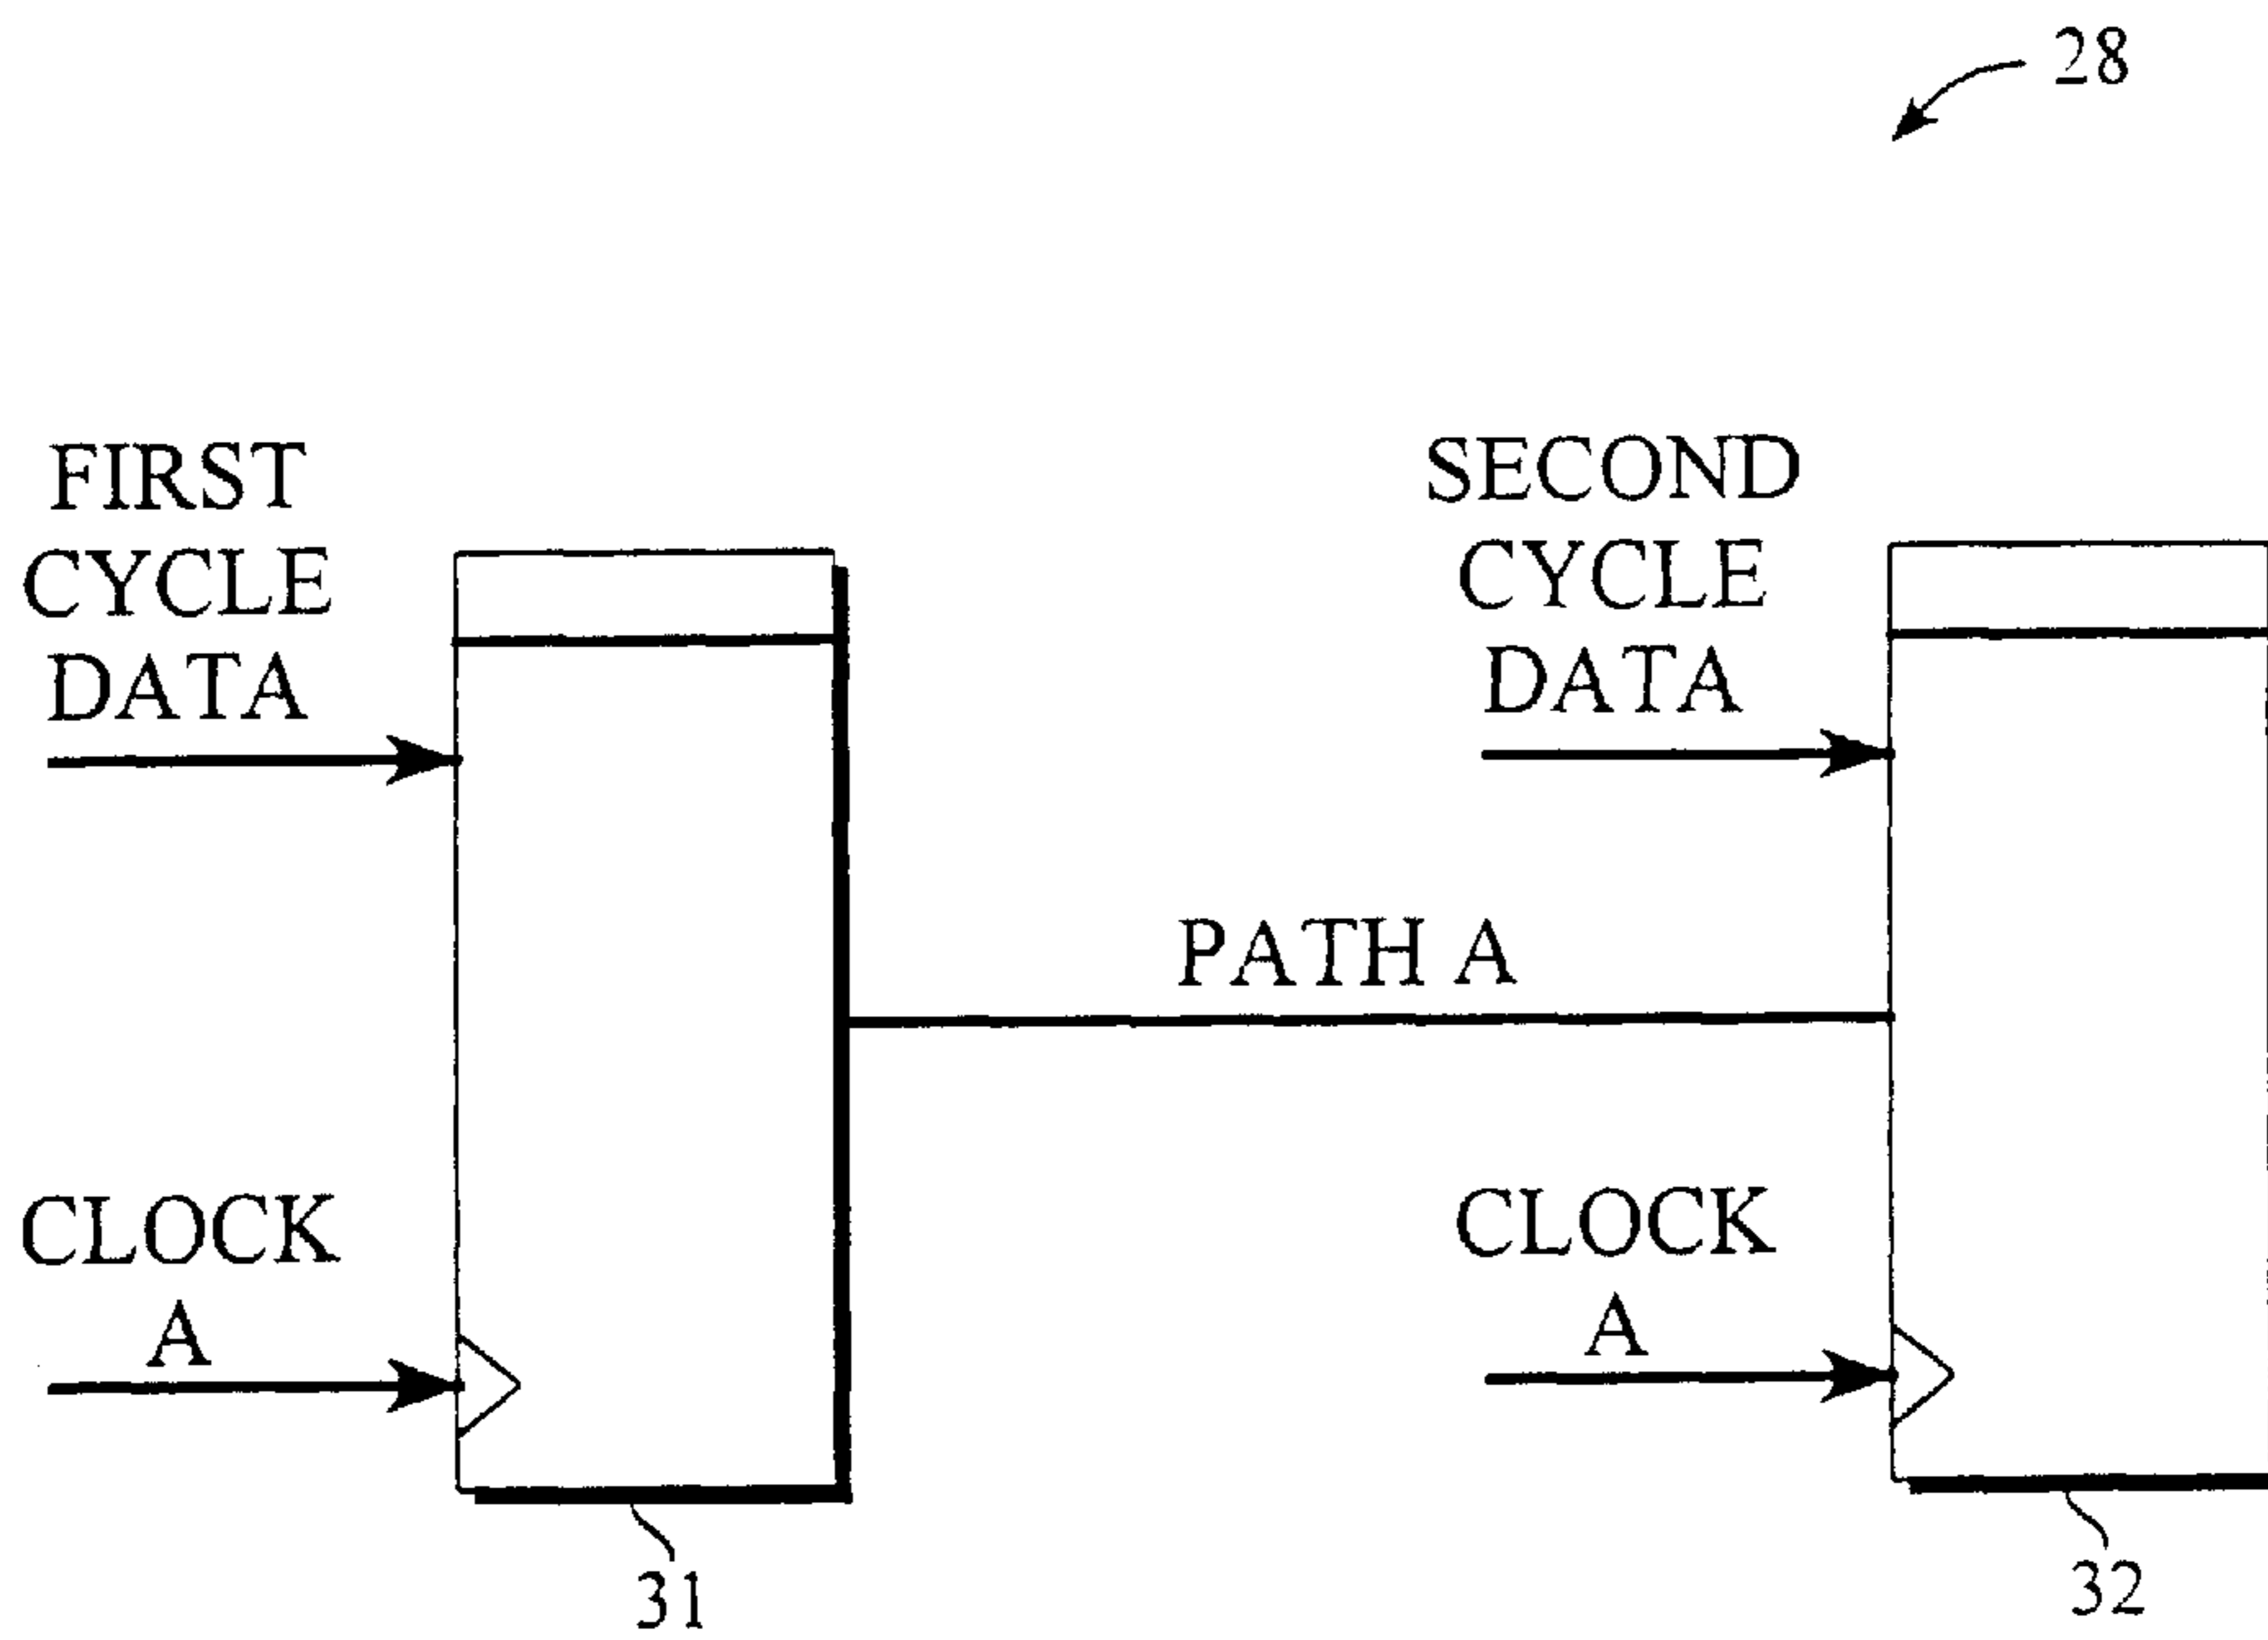 28
FIRST
CYCLE
DATA
SECOND
CYCLE
DATA
PATH A
CLOCK
A
CLOCK
A
31
32